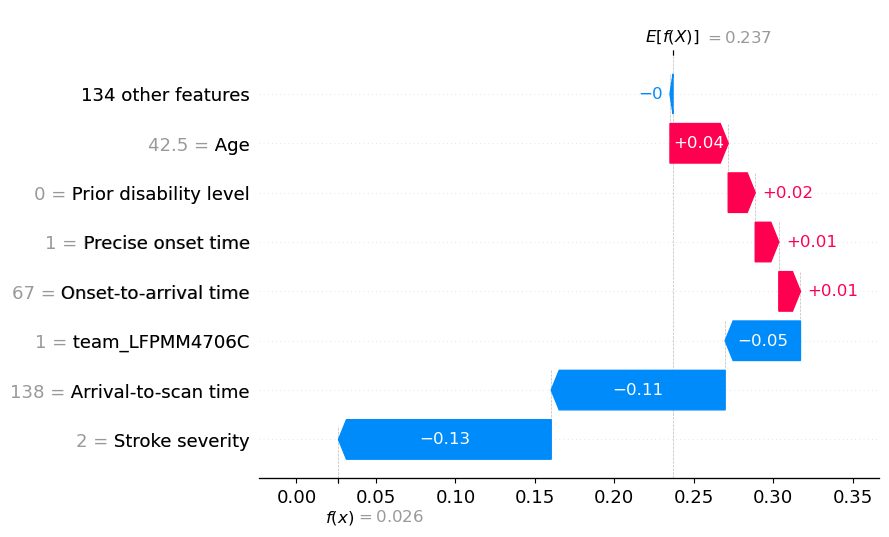 E[f(X)] = 0.237
134 other features
−0
42.5 = Age
+0.04
0 = Prior disability level
+0.02
1 = Precise onset time
+0.01
67 = Onset-to-arrival time
+0.01
1 = team_LFPMM4706C
−0.05
138 = Arrival-to-scan time
−0.11
2 = Stroke severity
−0.13
0.00 0.05 0.10 0.15 0.20 0.25 0.30 0.35
f(x) = 0.026